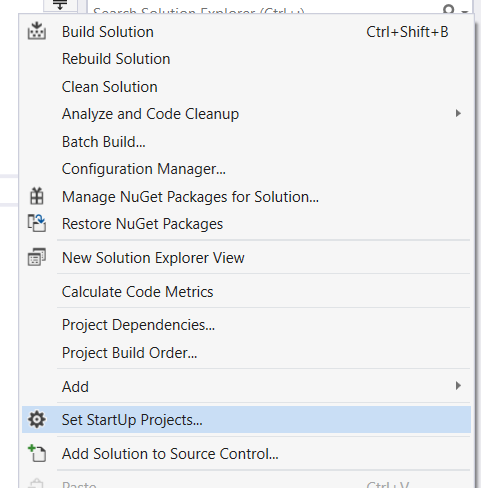 Search Solution Explorer (Ctrl+;)
Build Solution Ctrl+Shift+B
Rebuild Solution
Clean Solution
Analyze and Code Cleanup
Batch Build...
Configuration Manager...
Manage NuGet Packages for Solution...
Restore NuGet Packages
New Solution Explorer View
Calculate Code Metrics
Project Dependencies...
Project Build Order...
Add
Set StartUp Projects...
Add Solution to Source Control...
Paste Ctrl+V